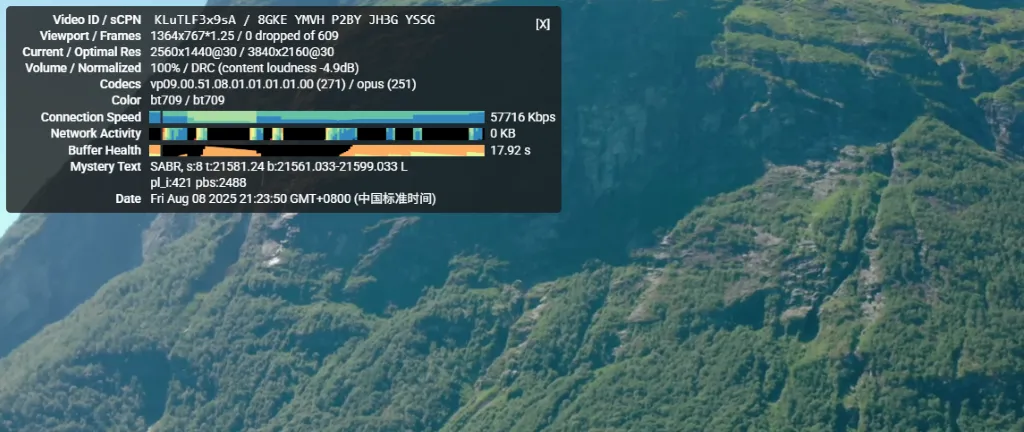 Video ID / sCPN KLuTLF3x9sA / 8GKE YMVH P2BY JH3G YSSG
[X]
Viewport / Frames 1364x767*1.25 / 0 dropped of 609
Current / Optimal Res 2560x1440@30 / 3840x2160@30
Volume / Normalized 100% / DRC (content loudness -4.9dB)
Codecs vp09.00.51.08.01.01.01.01.00 (271) / opus (251)
Color bt709 / bt709
Connection Speed 57716 Kbps
Network Activity 0 KB
Buffer Health 17.92 s
Mystery Text SABR, s:8 t:21581.24 b:21561.033-21599.033 L
pl_i:421 pbs:2488
Date Fri Aug 08 2025 21:23:50 GMT+0800 (中国标准时间)